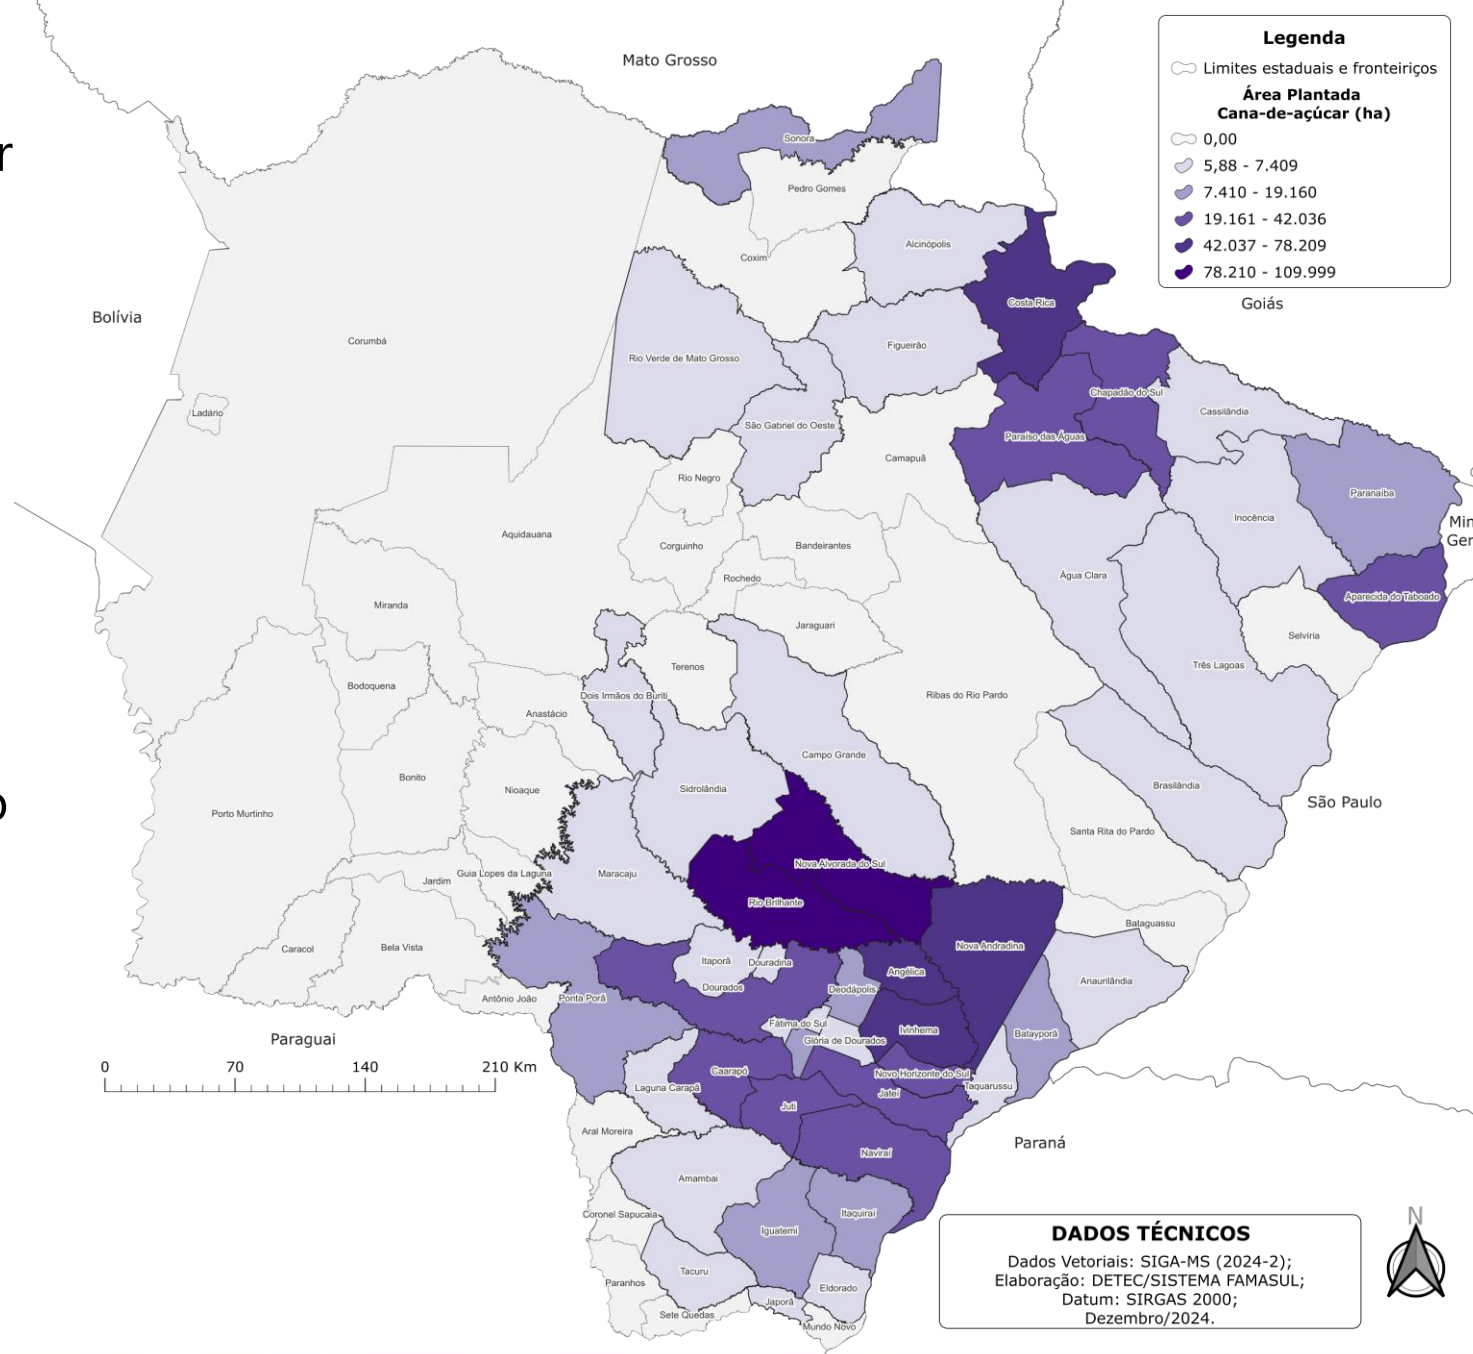 r
o
Mato Grosso
Bolívia
Goiás
Min
Ger
São Paulo
Paraná
Paraguai
Legenda
Limites estaduais e fronteiriços
Área Plantada
Cana-de-açúcar (ha)
0,00
5,88 - 7.409
7.410 - 19.160
19.161 - 42.036
42.037 - 78.209
78.210 - 109.999
Sonora
Pedro Gomes
Alcinópolis
Coxim
Costa Rica
Corumbá
Figueirão
Rio Verde de Mato Grosso
Chapadão do Sul
Ladário
Cassilândia
São Gabriel do Oeste
Paraíso das Águas
Camapuã
Rio Negro
Paranaíba
Inocência
Aquidauana
Corguinho
Bandeirantes
Rochedo
Água Clara
Aparecida do Taboado
Miranda
Jaraguari
Selvíria
Terenos
Três Lagoas
Bodoquena
Dois Irmãos do Buriti
Ribas do Rio Pardo
Anastácio
Campo Grande
Bonito
Nioaque
Sidrolândia
Brasilândia
Porto Murtinho
Santa Rita do Pardo
Nova Alvorada do Sul
Guia Lopes da Laguna
Maracaju
Jardim
Rio Brilhante
Bataguassu
Caracol
Bela Vista
Nova Andradina
Itaporã
Douradina
Angélica
Anaurilândia
Dourados
Deodápolis
Antônio João
Ponta Porã
Fátima do Sul
Ivinhema
Batayporã
Glória de Dourados
Caarapó
Novo Horizonte do Sul
Laguna Carapã
Taquarussu
Jateí
Juti
Aral Moreira
Naviraí
Amambai
Coronel Sapucaia
Itaquiraí
Iguatemi
Tacuru
Paranhos
Eldorado
Japorã
Sete Quedas
Mundo Novo
0 70 140 210 Km
DADOS TÉCNICOS
Dados Vetoriais: SIGA-MS (2024-2);
Elaboração: DETEC/SISTEMA FAMASUL;
Datum: SIRGAS 2000;
Dezembro/2024.
N